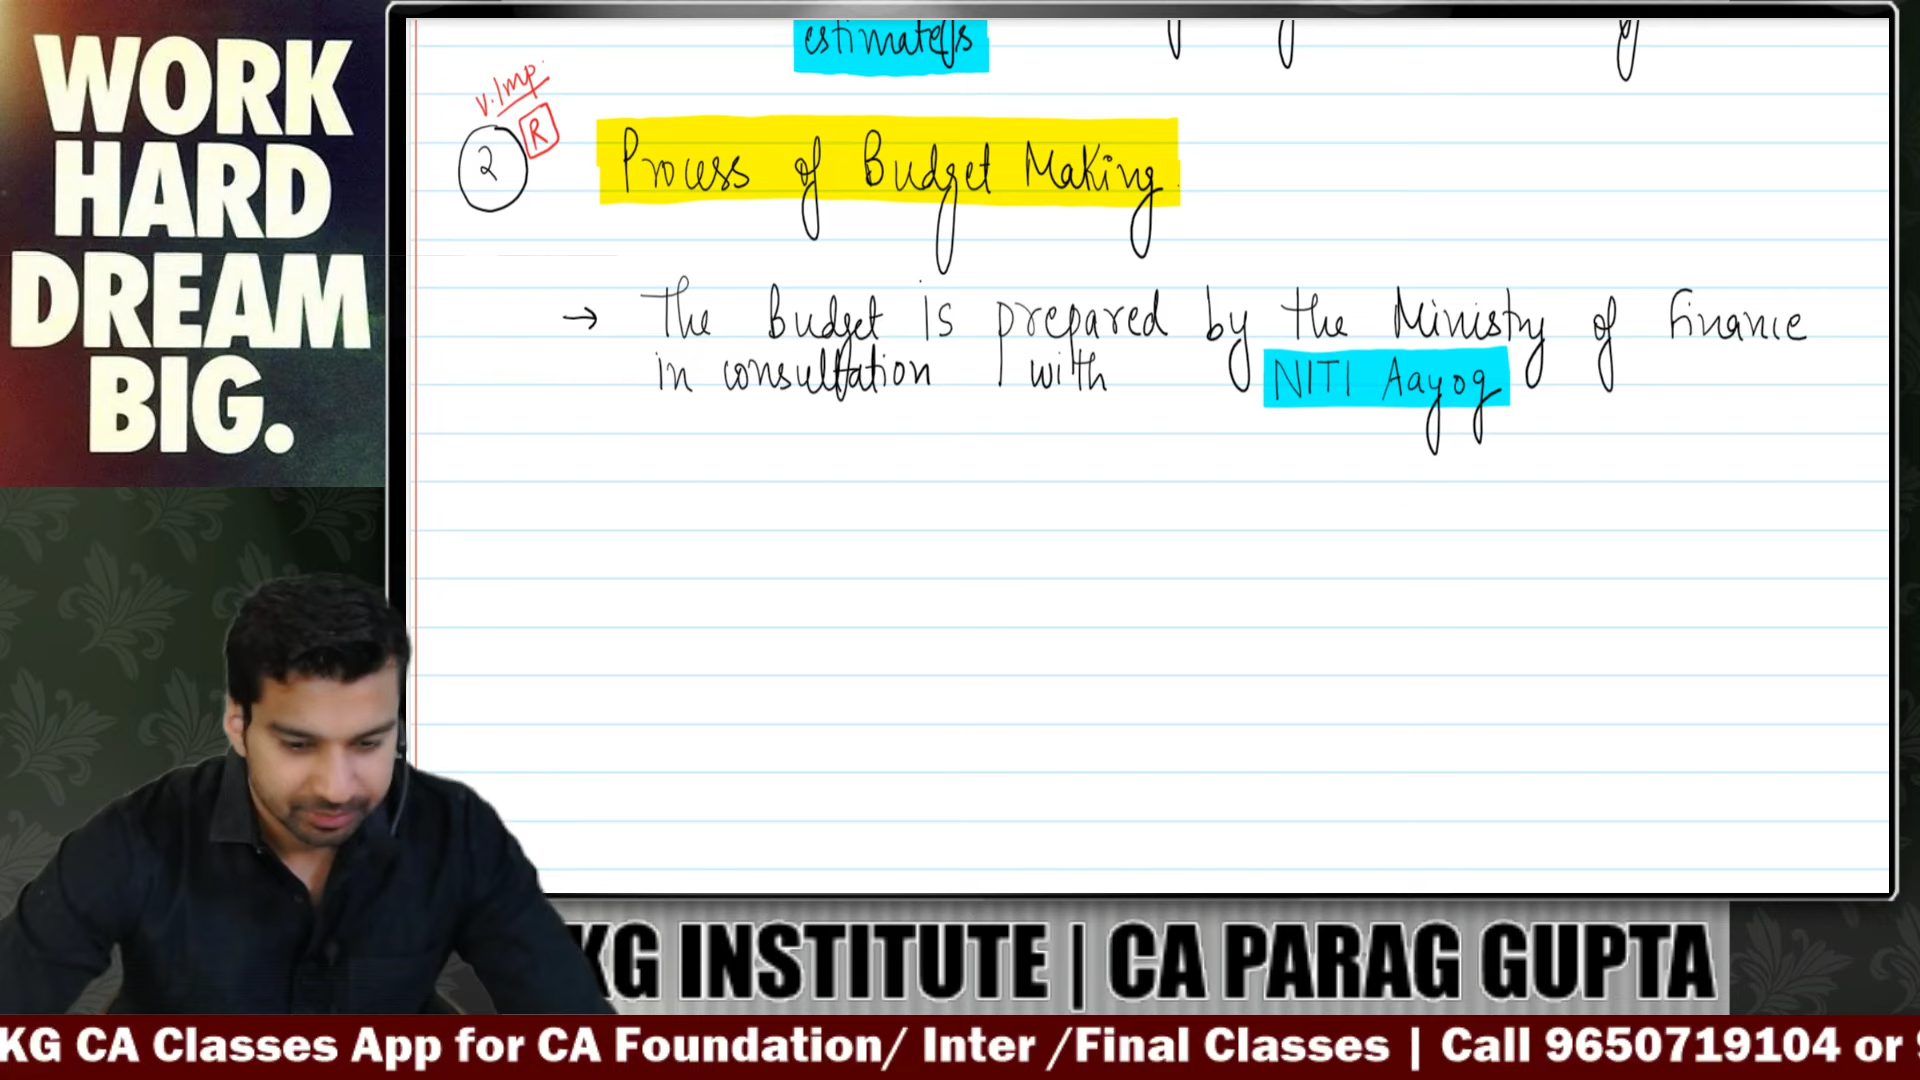 WORK
HARD
DREAM
BIG.
estimates
V.Imp.
2 R Process of Budget Making
→ The Budget is prepared by the Ministry of Finance
in consultation with NITI Aayog
KG INSTITUTE | CA PARAG GUPTA
KG CA Classes App for CA Foundation/ Inter /Final Classes | Call 9650719104 or